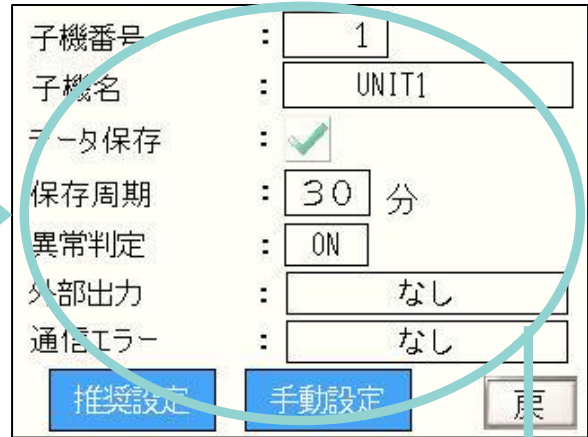 子機番号 : 1
子機名 : UNIT1
データ保存 :
保存周期 : 30 分
異常判定 : ON
外部出力 : なし
通信エラー : なし
推奨設定 手動設定 戻